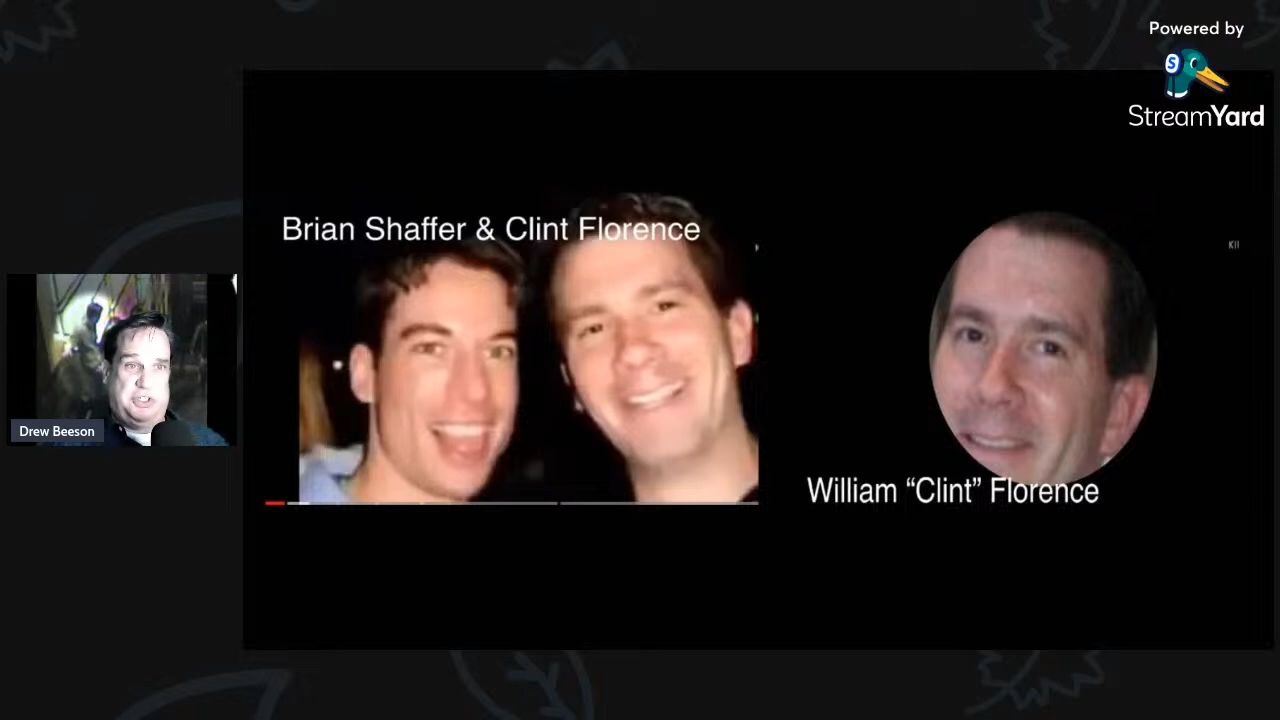 Powered by
StreamYard
Brian Shaffer & Clint Florence
Drew Beeson
William “Clint” Florence